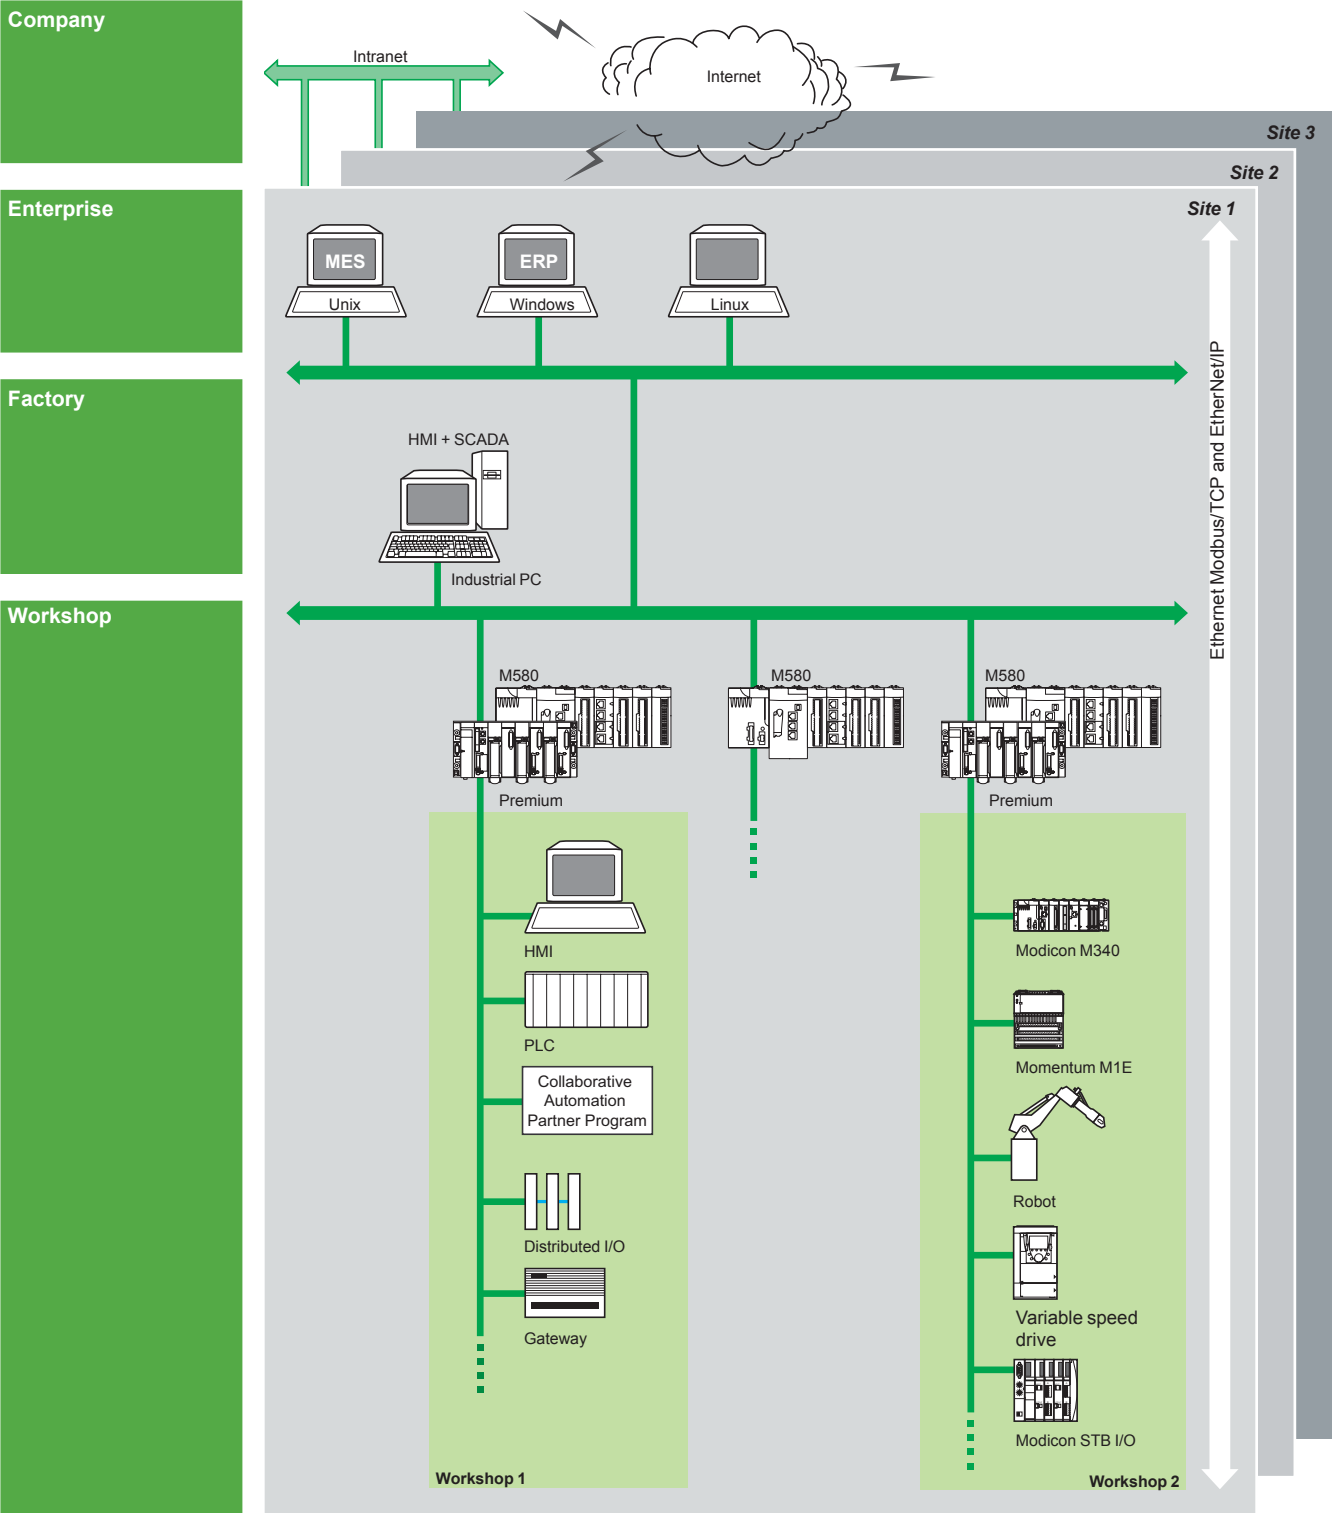 Company
Intranet
Internet
Site 3
Site 2
Enterprise
Site 1
MES
ERP
Unix
Windows
Linux
Ethernet Modbus/TCP and EtherNet/IP
Factory
HMI + SCADA
Industrial PC
Workshop
M580
M580
M580
Premium
Premium
HMI
PLC
Collaborative
Automation
Partner Program
Distributed I/O
Gateway
Workshop 1
Modicon M340
Momentum M1E
Robot
Variable speed
drive
Modicon STB I/O
Workshop 2